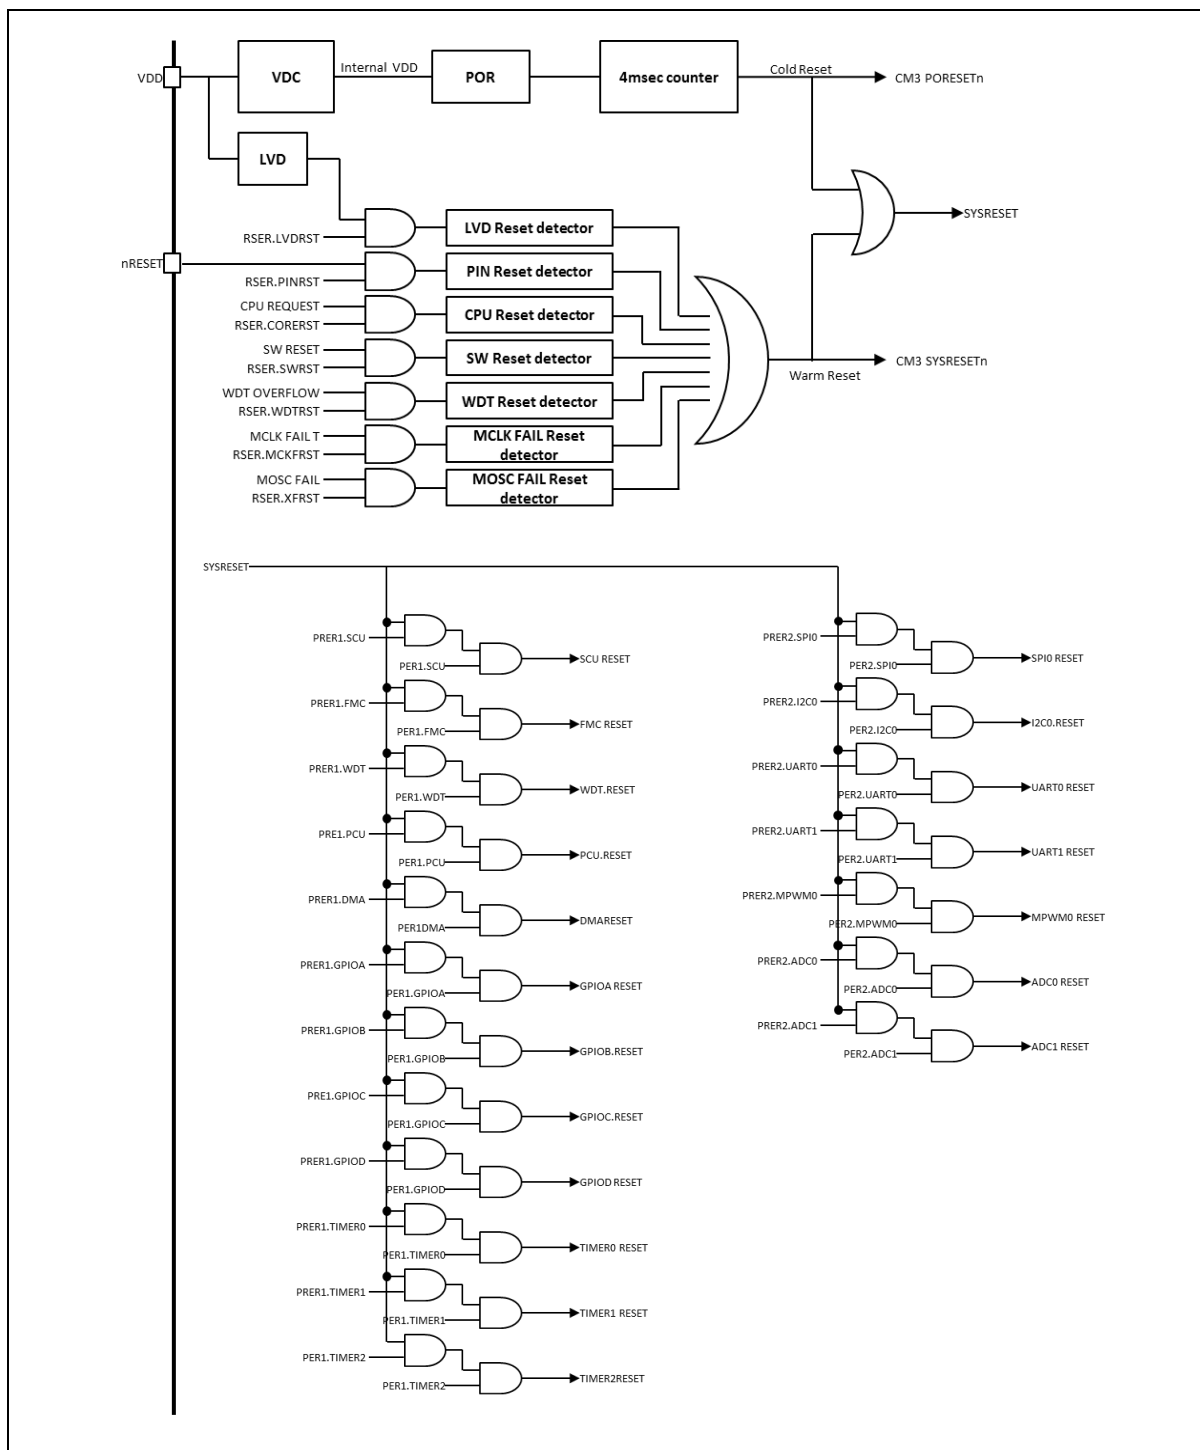 VDD
VDC
Internal VDD
POR
4msec counter
Cold Reset
CM3 PORESETn
LVD
SYSRESET
RSER.LVDRST
LVD Reset detector
nRESET
RSER.PINRST
PIN Reset detector
CPU REQUEST
RSER.CORERST
CPU Reset detector
SW RESET
RSER.SWRST
SW Reset detector
CM3 SYSRESETn
Warm Reset
WDT OVERFLOW
RSER.WDTRST
WDT Reset detector
MCLK FAIL T
RSER.MCKFRST
MCLK FAIL Reset
detector
MOSC FAIL
RSER.XFRST
MOSC FAIL Reset
detector
SYSRESET
PRER1.SCU
PER1.SCU
SCU RESET
PRER1.FMC
PER1.FMC
FMC RESET
PRER1.WDT
PER1.WDT
WDT.RESET
PRE1.PCU
PER1.PCU
PCU.RESET
PRER1.DMA
PER1DMA
DMARESET
PRER1.GPIOA
PER1.GPIOA
GPIOA RESET
PRER1.GPIOB
PER1.GPIOB
GPIOB.RESET
PRE1.GPIOC
PER1.GPIOC
GPIOC.RESET
PRER1.GPIOD
PER1.GPIOD
GPIOD RESET
PRER1.TIMER0
PER1.TIMER0
TIMER0 RESET
PRER1.TIMER1
PER1.TIMER1
TIMER1 RESET
PER1.TIMER2
PER1.TIMER2
TIMER2RESET
PRER2.SPI0
PER2.SPI0
SPI0 RESET
PRER2.I2C0
PER2.I2C0
I2C0.RESET
PRER2.UART0
PER2.UART0
UART0 RESET
PRER2.UART1
PER2.UART1
UART1 RESET
PRER2.MPWM0
PER2.MPWM0
MPWM0 RESET
PRER2.ADC0
PER2.ADC0
ADC0 RESET
PRER2.ADC1
PER2.ADC1
ADC1 RESET